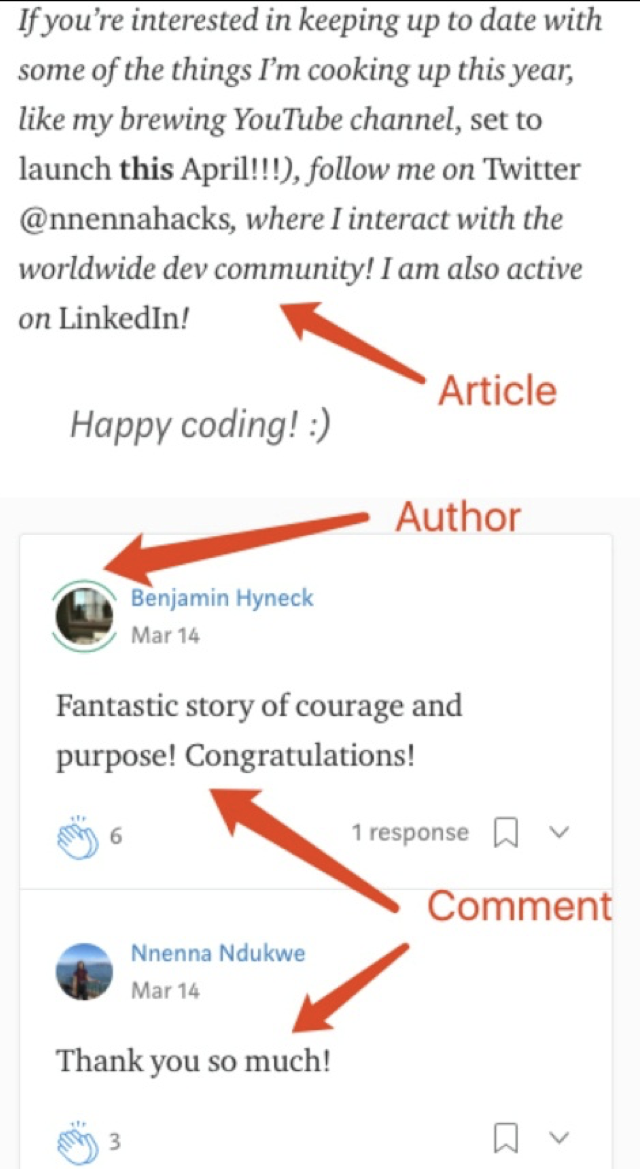 If you're interested in keeping up to date with
some of the things I'm cooking up this year,
like my brewing YouTube channel, set to
launch this April!!!), follow me on Twitter
@nnennahacks, where I interact with the
worldwide dev community! I am also active
on LinkedIn!
Article
Happy coding! :)
Author
Benjamin Hyneck
Mar 14
Fantastic story of courage and
purpose! Congratulations!
6 1 response
Comment
Nnenna Ndukwe
Mar 14
Thank you so much!
3